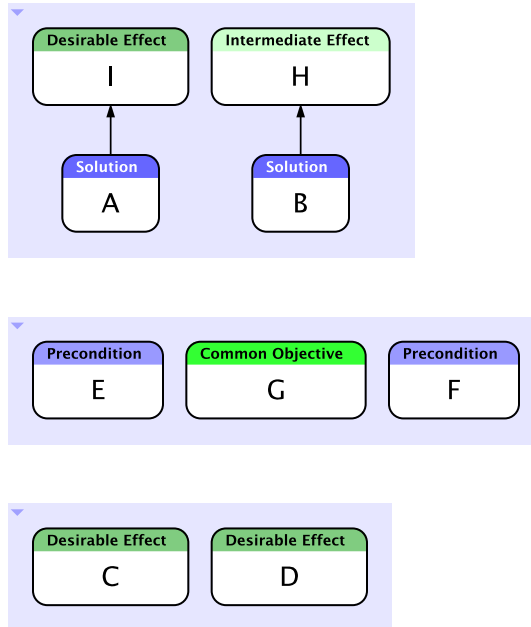 Desirable Effect
I
Intermediate Effect
H
Solution
A
Solution
B
Precondition
E
Common Objective
G
Precondition
F
Desirable Effect
C
Desirable Effect
D